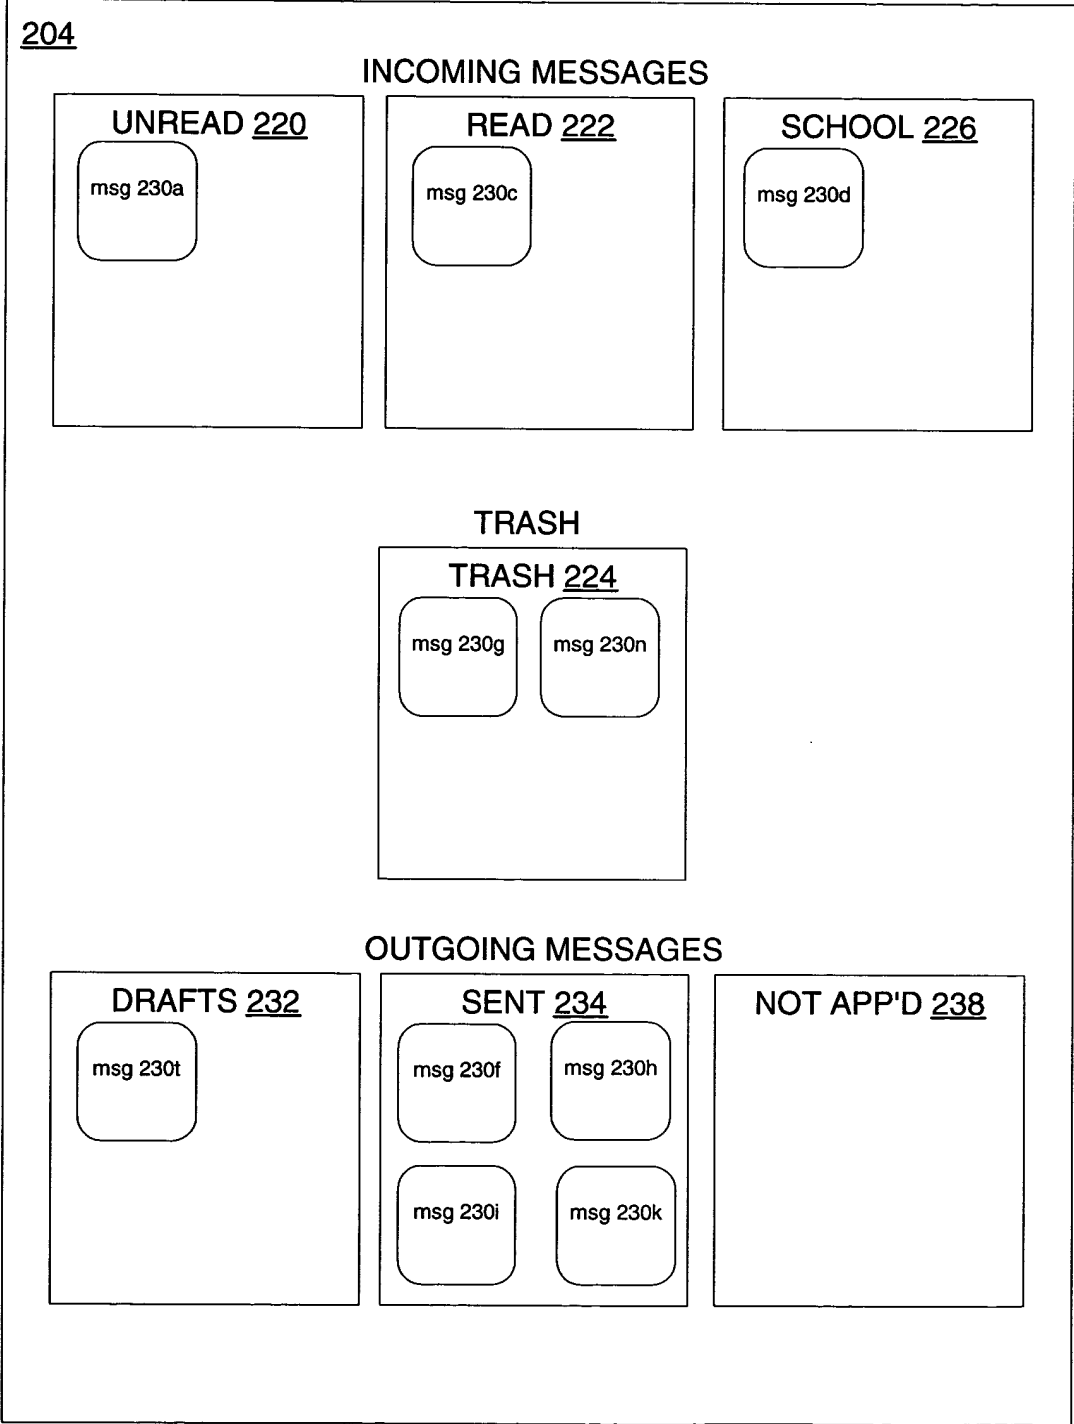 204
INCOMING MESSAGES
UNREAD 220
READ 222
SCHOOL 226
msg 230a
msg 230c
msg 230d
TRASH
TRASH 224
msg 230g
msg 230n
OUTGOING MESSAGES
DRAFTS 232
SENT 234
NOT APP'D 238
msg 230t
msg 230f
msg 230h
msg 230i
msg 230k